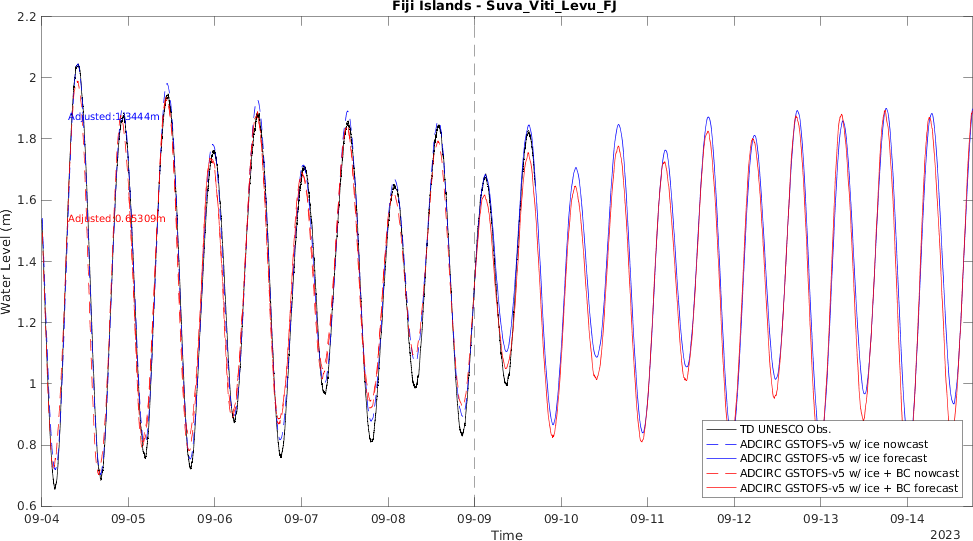 Fiji Islands - Suva_Viti_Levu_FJ
2.2
2
1.8
1.6
1.4
1.2
1
0.8
0.6
Water Level (m)
Adjusted:1.3444m
Adjusted:0.65309m
TD UNESCO Obs.
ADCIRC GSTOFS-v5 w/ ice nowcast
ADCIRC GSTOFS-v5 w/ ice forecast
ADCIRC GSTOFS-v5 w/ ice + BC nowcast
ADCIRC GSTOFS-v5 w/ ice + BC forecast
09-04 09-05 09-06 09-07 09-08 09-09 09-10 09-11 09-12 09-13 09-14
Time
2023